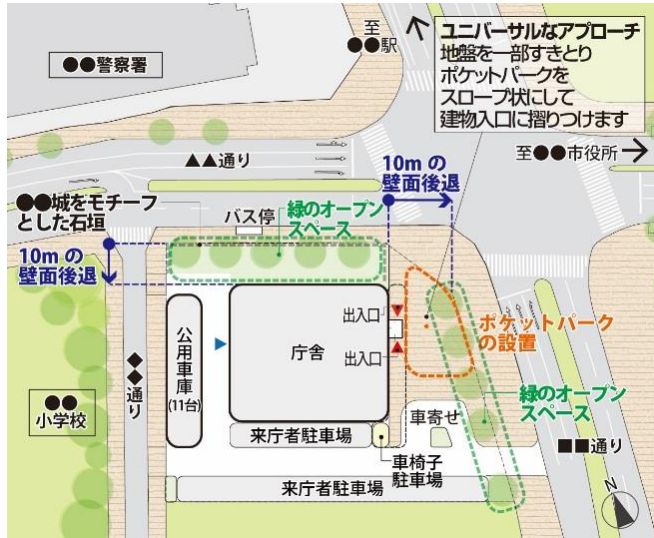 ●●警察署
至
●●駅
ユニバーサルなアプローチ
地盤を一部すきとり
ポケットパークを
スロープ状にして
建物入口に摺りつけます
▲▲通り
10mの
壁面後退
至●●市役所
●●城をモチーフ
とした石垣
バス停
緑のオープン
スペース
10mの
壁面後退
出入口
庁舎
出入口
公用車庫
(11台)
ポケットパーク
の設置
◆◆通り
●●
小学校
緑のオープン
スペース
車寄せ
来庁者駐車場
車椅子
駐車場
■■通り
来庁者駐車場
N